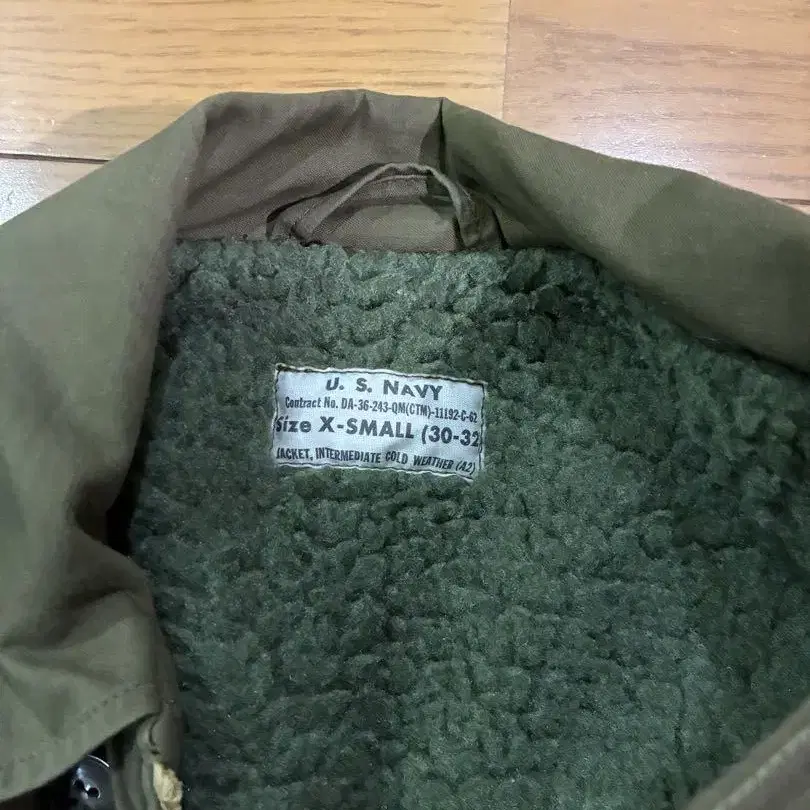 U. S. NAVY
Contract No. DA-36-243-QM(CTM)-11192-C-62
Size X-SMALL (30-32
JACKET, INTERMEDIATE COLD WEATHER (A2)